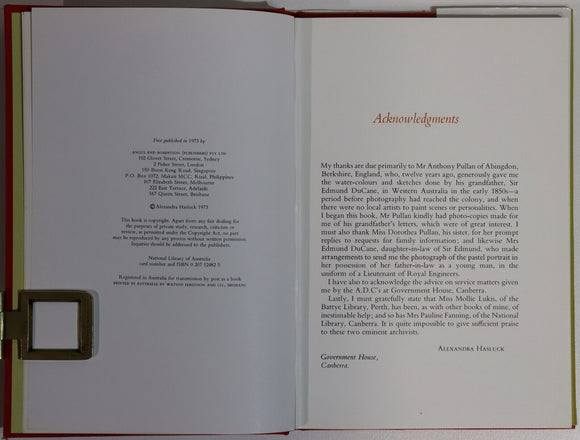 First published in 1973 by
ANGUS AND ROBERTSON (PUBLISHERS) PTY LTD
102 Glover Street, Cremorne, Sydney
2 Fisher Street, London
159 Boon Keng Road, Singapore
P.O. Box 1072, Makati MCC, Rizal, Philippines
107 Elizabeth Street, Melbourne
222 East Terrace, Adelaide
167 Queen Street, Brisbane
© Alexandra Hasluck 1973
This book is copyright. Apart from any fair dealing for
the purposes of private study, research, criticism or
review, as permitted under the Copyright Act, no part
may be reproduced by any process without written permission.
Inquiries should be addressed to the publishers.
National Library of Australia
card number and ISBN 0 207 12482 5
Registered in Australia for transmission by post as a book
PRINTED IN AUSTRALIA BY WATSON FERGUSON AND CO., BRISBANE
Acknowledgments
My thanks are due primarily to Mr Anthony Pullan of Abingdon,
Berkshire, England, who, twelve years ago, generously gave me
the water-colours and sketches done by his grandfather, Sir
Edmund DuCane, in Western Australia in the early 1850s—a
period before photography had reached the colony, and when
there were no local artists to paint scenes or personalities. When
I began this book, Mr Pullan kindly had photo-copies made for
me of his grandfather's letters, which were of great interest. I
must also thank Miss Dorothea Pullan, his sister, for her prompt
replies to requests for family information; and likewise Mrs
Edmund DuCane, daughter-in-law of Sir Edmund, who made
arrangements to send me the photograph of the pastel portrait in
her possession of her father-in-law as a young man, in the
uniform of a Lieutenant of Royal Engineers.
I have also to acknowledge the advice on service matters given
me by the A.D.C's at Government House, Canberra.
Lastly, I must gratefully state that Miss Mollie Lukis, of the
Battye Library, Perth, has been, as with other books of mine, of
inestimable help; and so has Mrs Pauline Fanning, of the National
Library, Canberra. It is quite impossible to give sufficient praise
to these two eminent archivists.
ALEXANDRA HASLUCK
Government House,
Canberra.